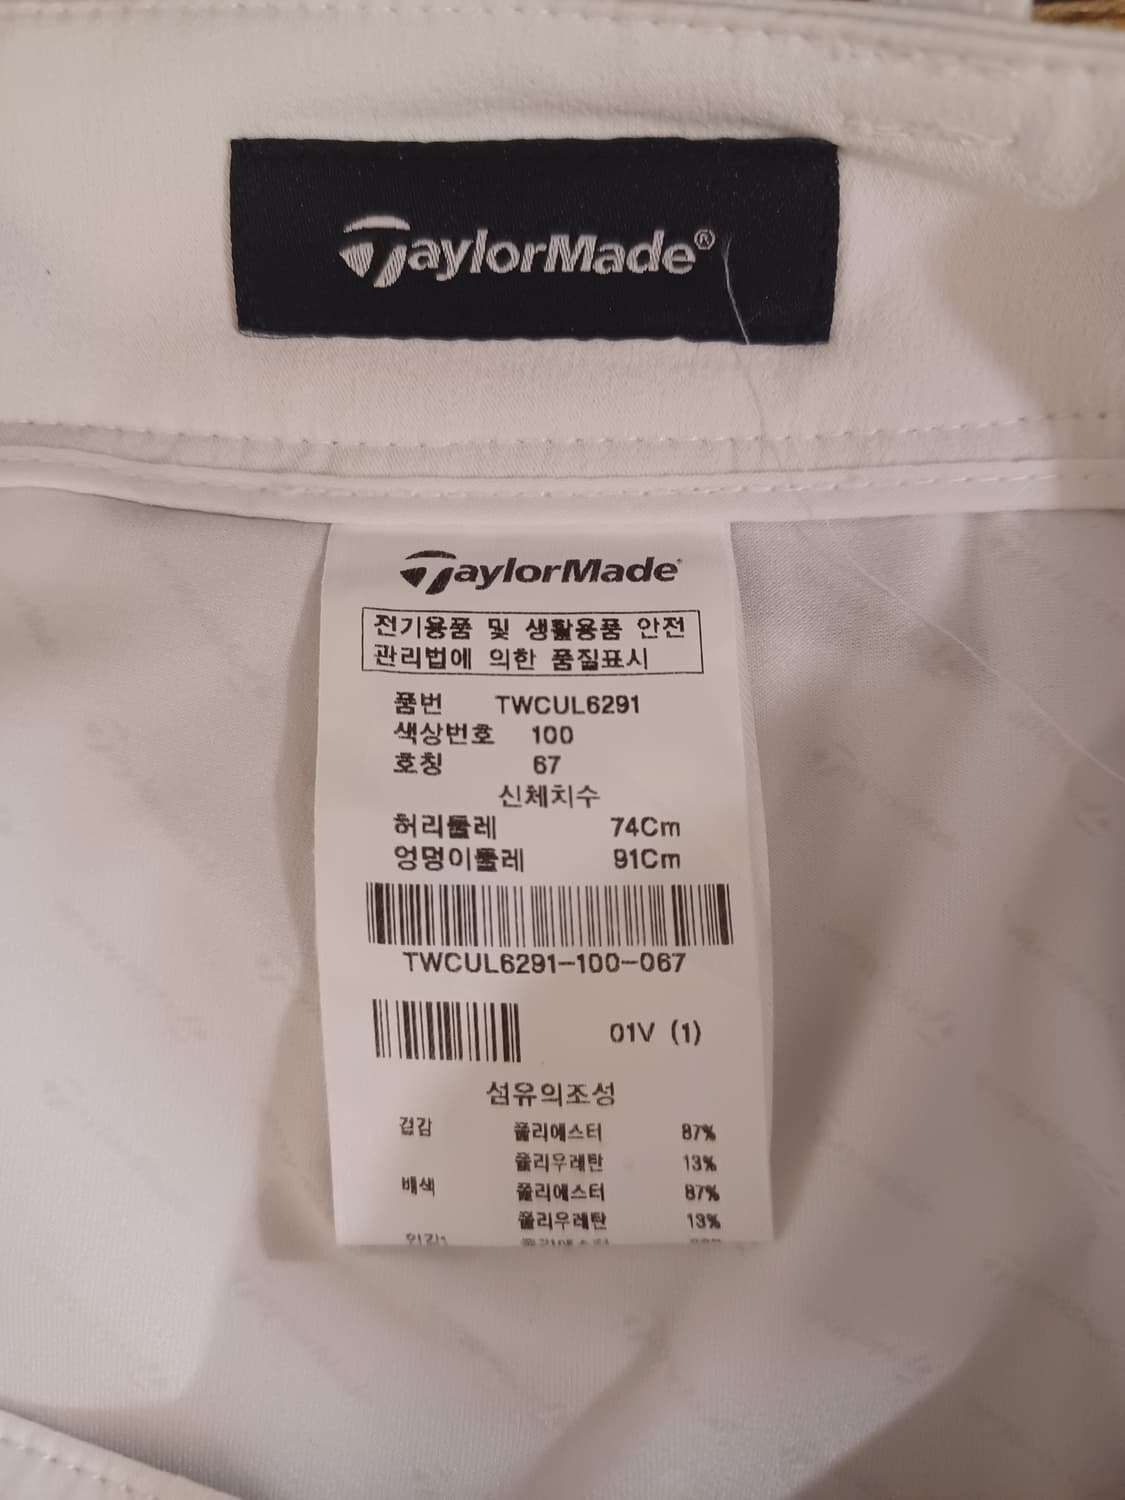 TaylorMade®
TaylorMade
전기용품 및 생활용품 안전
관리법에 의한 품질표시
품번 TWCUL6291
색상번호 100
호칭 67
신체치수
허리둘레 74Cm
엉덩이둘레 91Cm
TWCUL6291-100-067
01V (1)
섬유의조성
겉감 폴리에스터 87%
폴리우레탄 13%
배색 폴리에스터 87%
폴리우레탄 13%